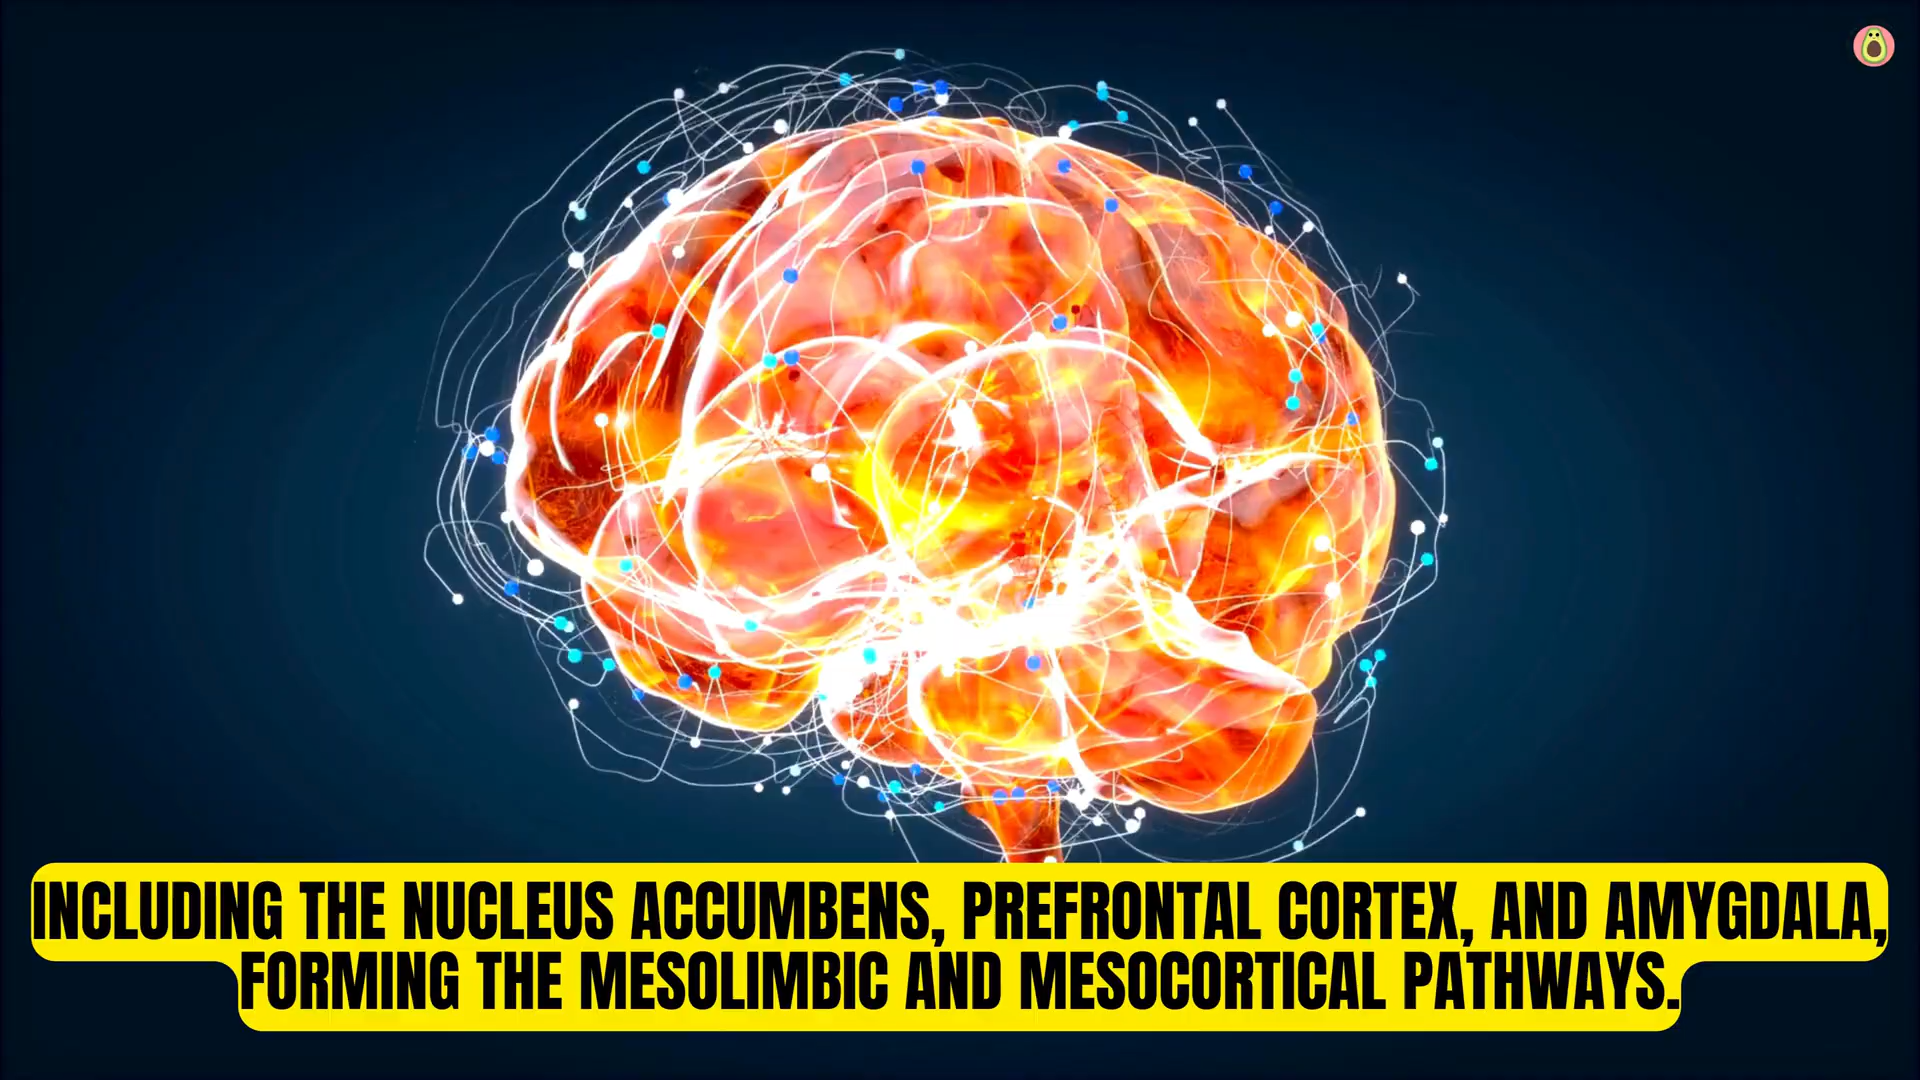 INCLUDING THE NUCLEUS ACCUMBENS, PREFRONTAL CORTEX, AND AMYGDALA,
FORMING THE MESOLIMBIC AND MESOCORTICAL PATHWAYS.